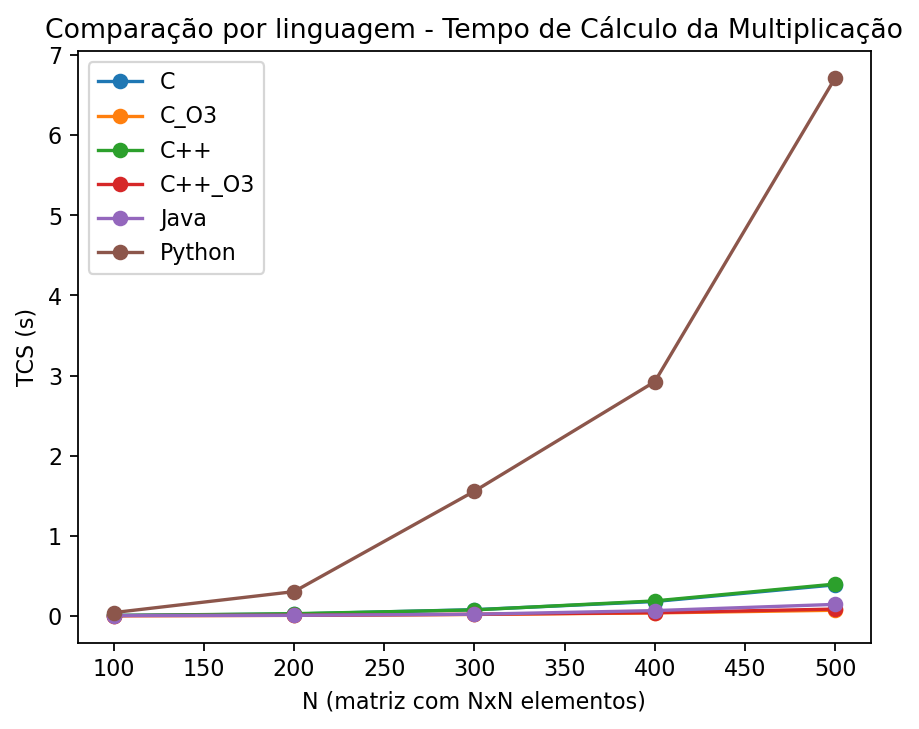 Comparação por linguagem - Tempo de Cálculo da Multiplicação
7
6
5
4
3
2
1
0
TCS (s)
C
C_O3
C++
C++_O3
Java
Python
100 150 200 250 300 350 400 450 500
N (matriz com NxN elementos)